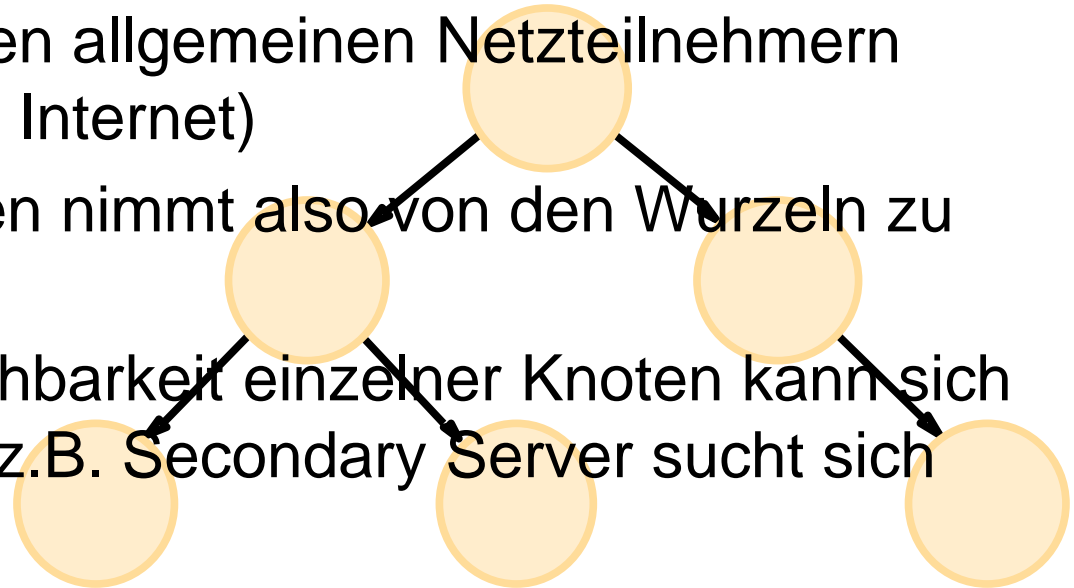 en allgemeinen Netzteilnehmern
Internet)
en nimmt also von den Wurzeln zu
hbarkeit einzelner Knoten kann sich
z.B. Secondary Server sucht sich